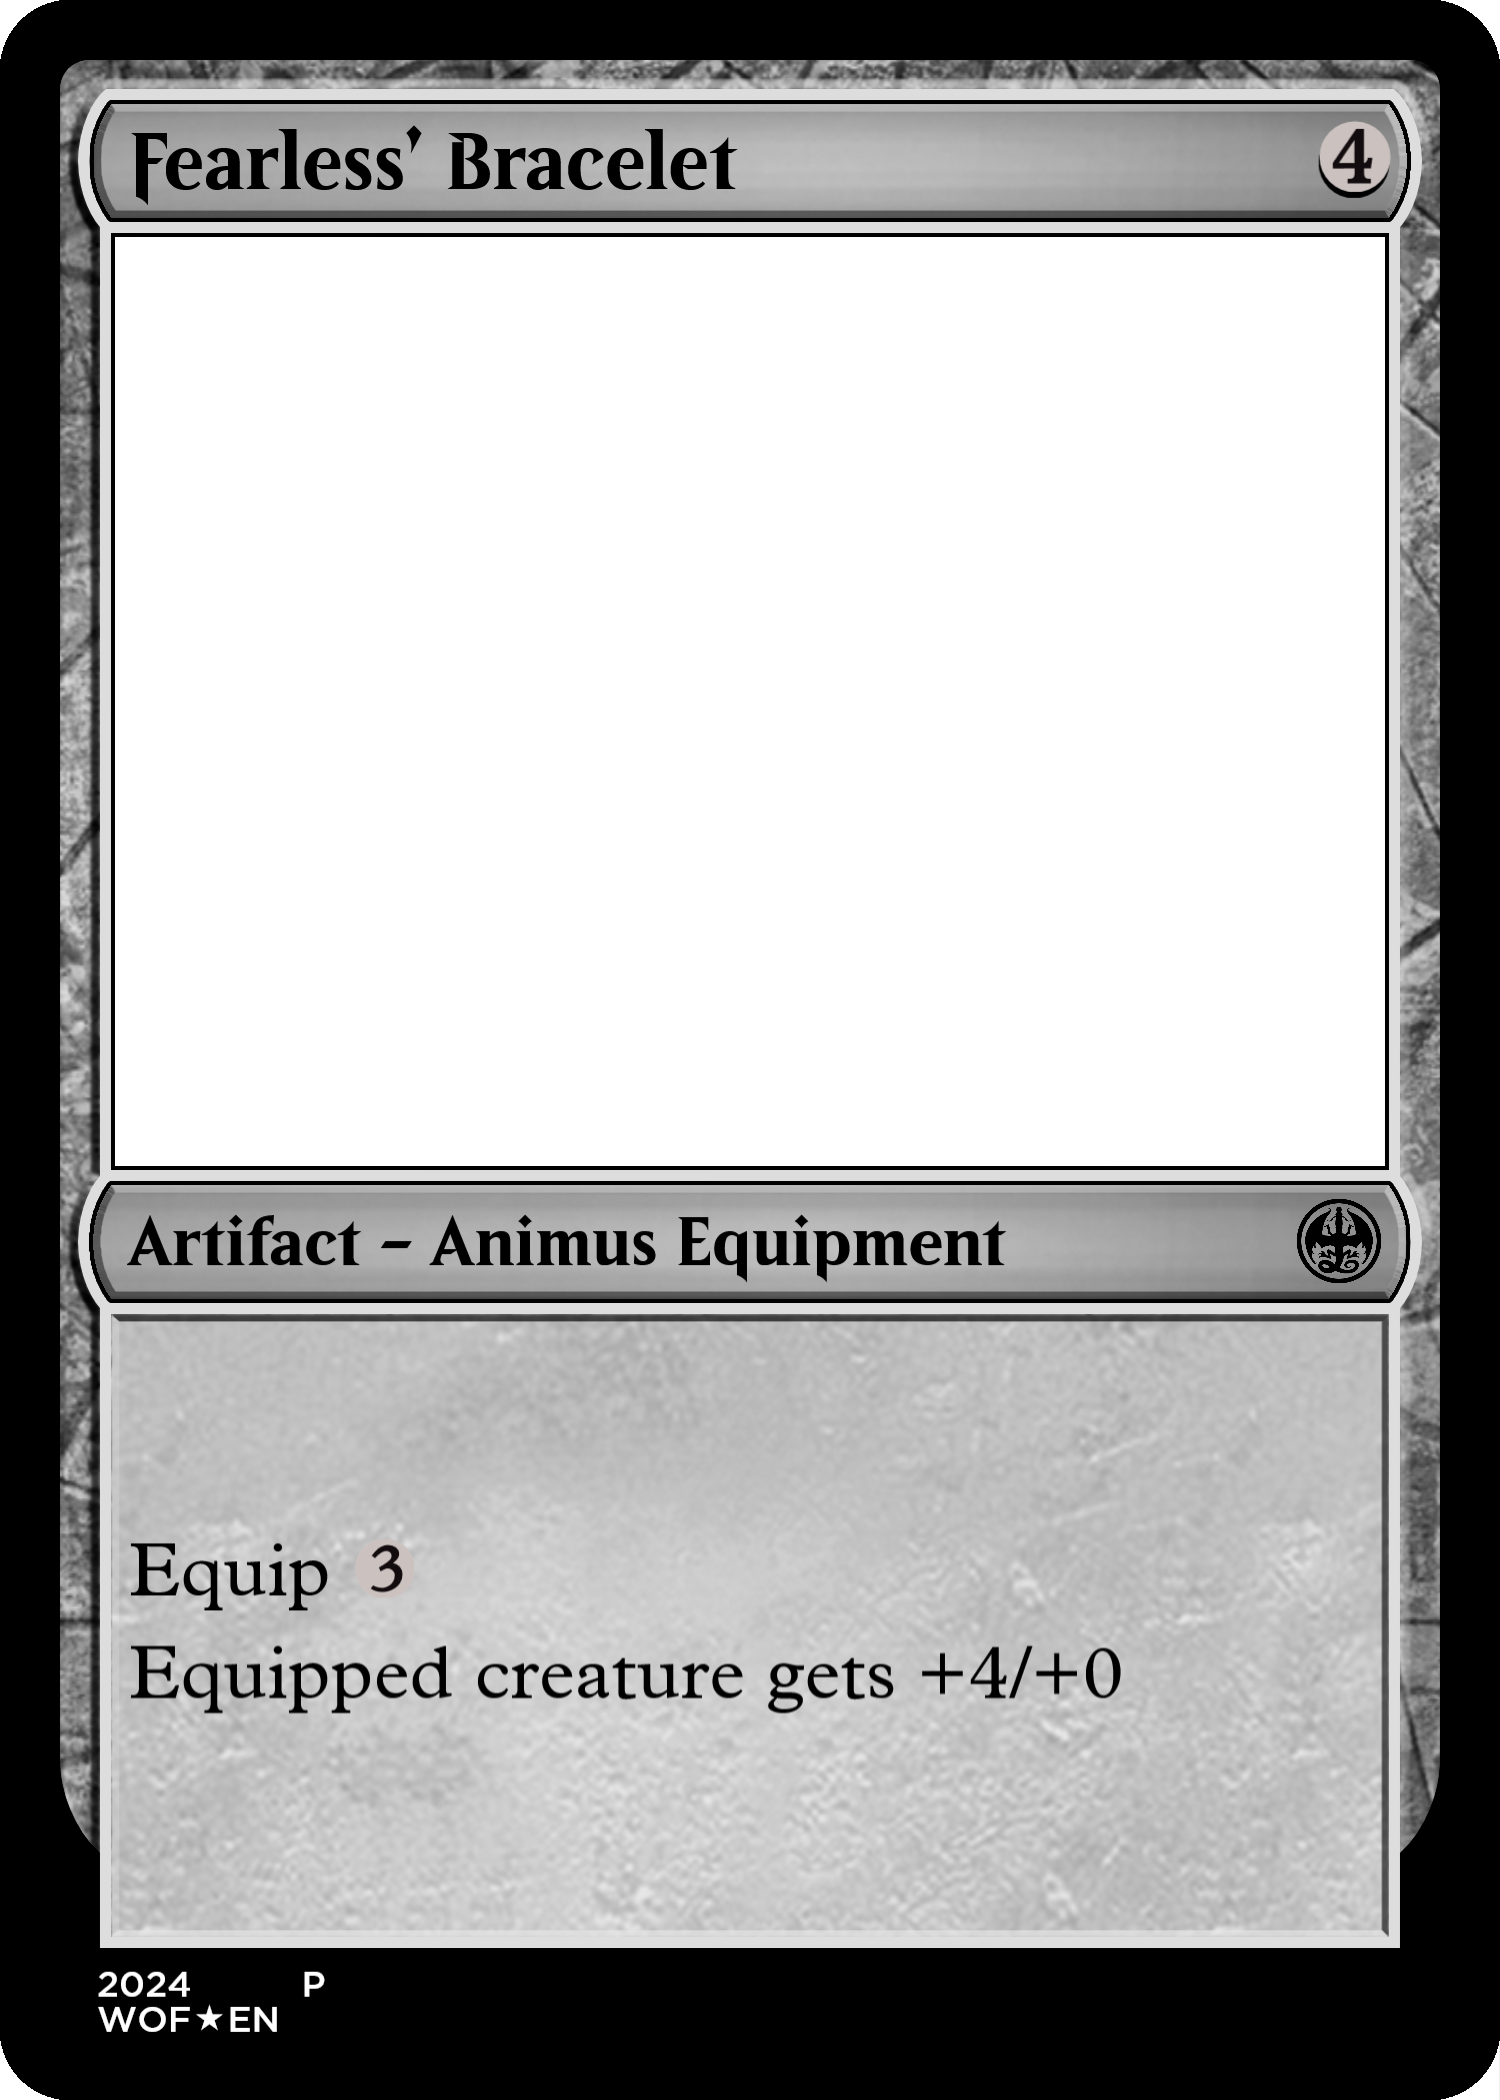 Fearless' Bracelet 4
Artifact – Animus Equipment
Equip 3
Equipped creature gets +4/+0
2024 P
WOF★EN